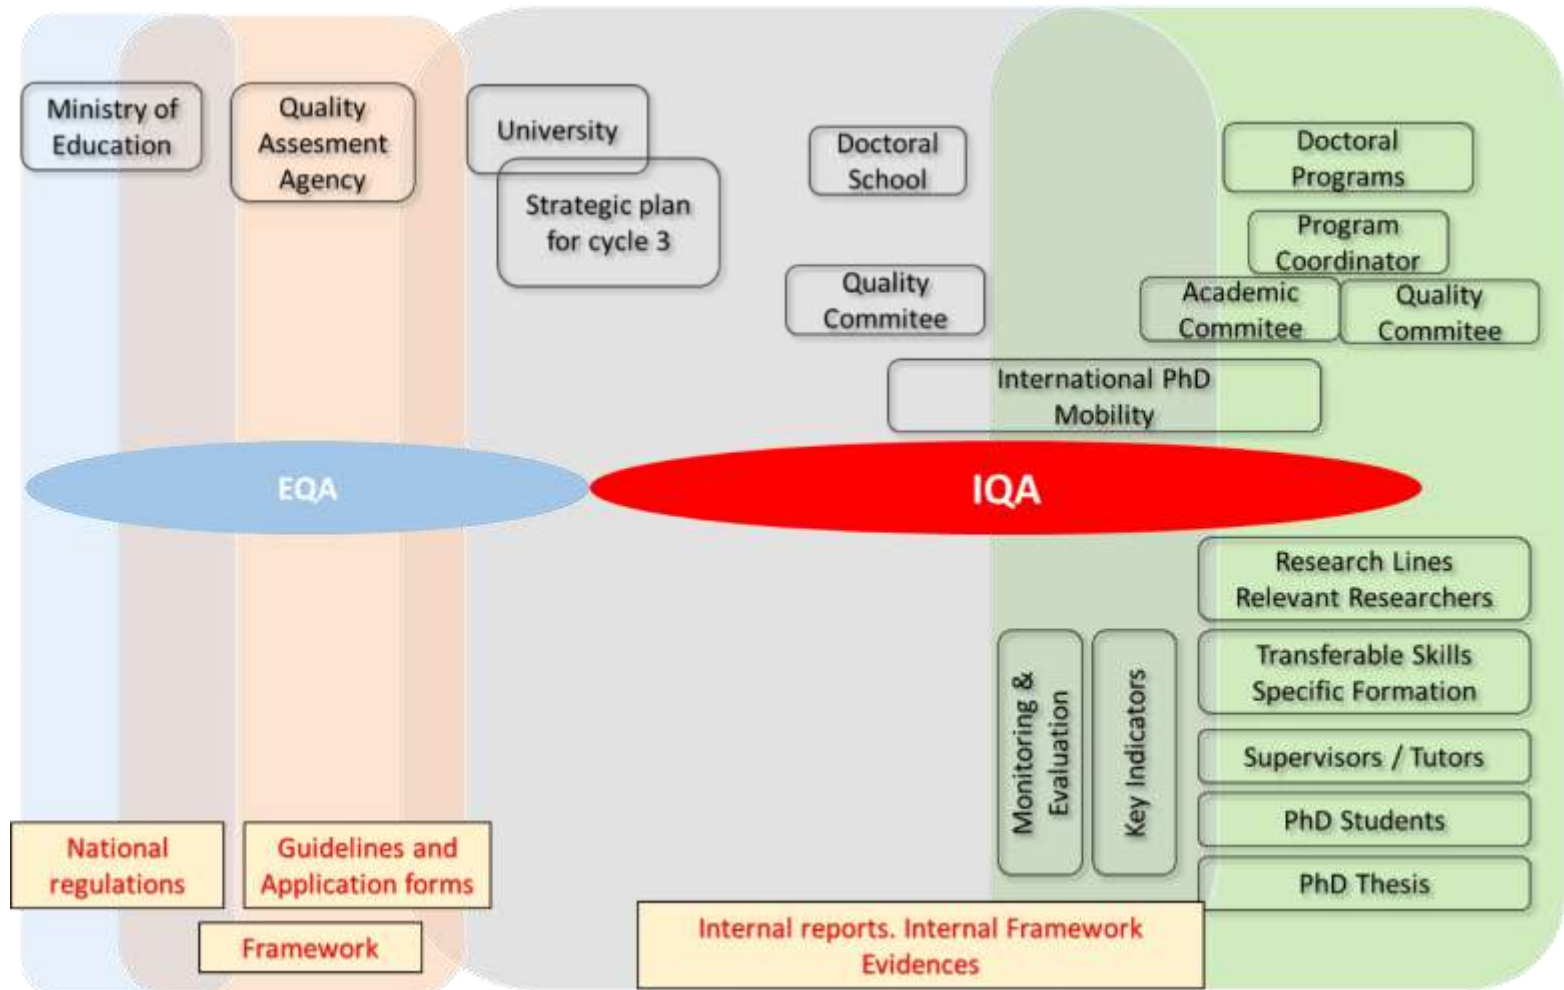 Ministry of
Education
Quality
Assesment
Agency
University
Strategic plan
for cycle 3
Doctoral
School
Quality
Commitee
Doctoral
Programs
Program
Coordinator
Academic
Commitee
Quality
Commitee
International PhD
Mobility
EQA
IQA
Research Lines
Relevant Researchers
Transferable Skills
Specific Formation
Supervisors / Tutors
PhD Students
PhD Thesis
Monitoring &
Evaluation
Key Indicators
National
regulations
Guidelines and
Application forms
Framework
Internal reports. Internal Framework
Evidences